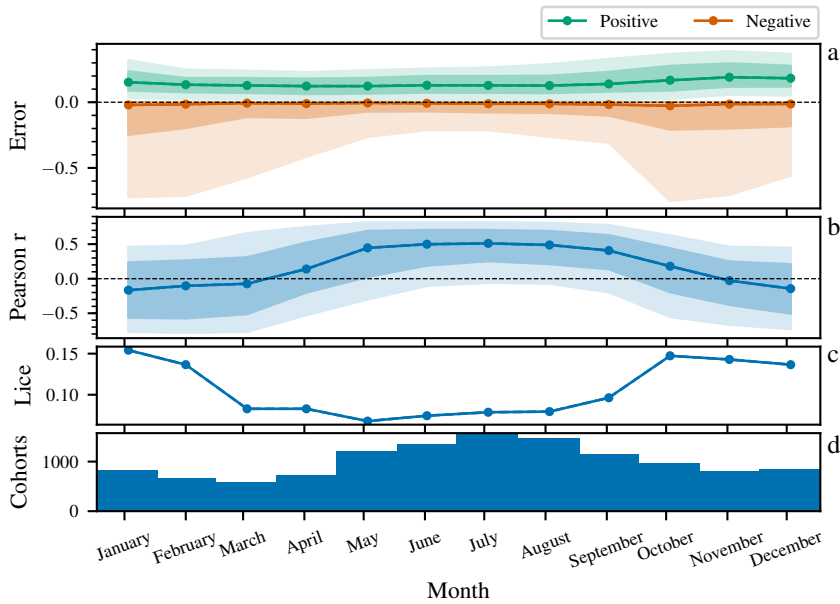 Positive Negative
a
Error
0.0
−0.5
b
Pearson r
0.5
0.0
−0.5
c
Lice
0.15
0.10
d
Cohorts
1000
0
January February March April May June July August September October November December
Month